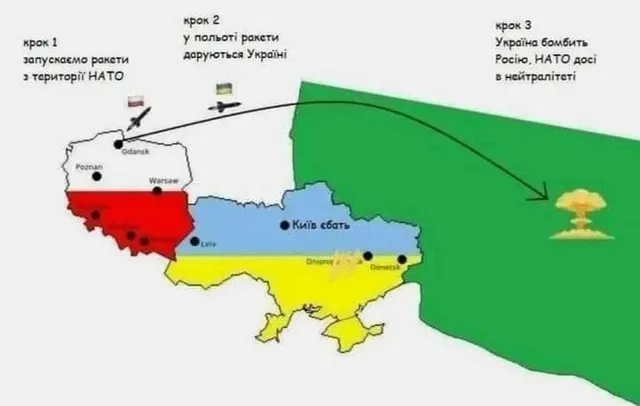 крок 1
запускаємо ракети
з території НАТО
крок 2
у польоті ракети
даруються Україні
крок 3
Україна бомбить
Росію, НАТО досі
в нейтралітеті
Gdansk
Poznan
Warsaw
Київ єбать
Lviv
Donetsk